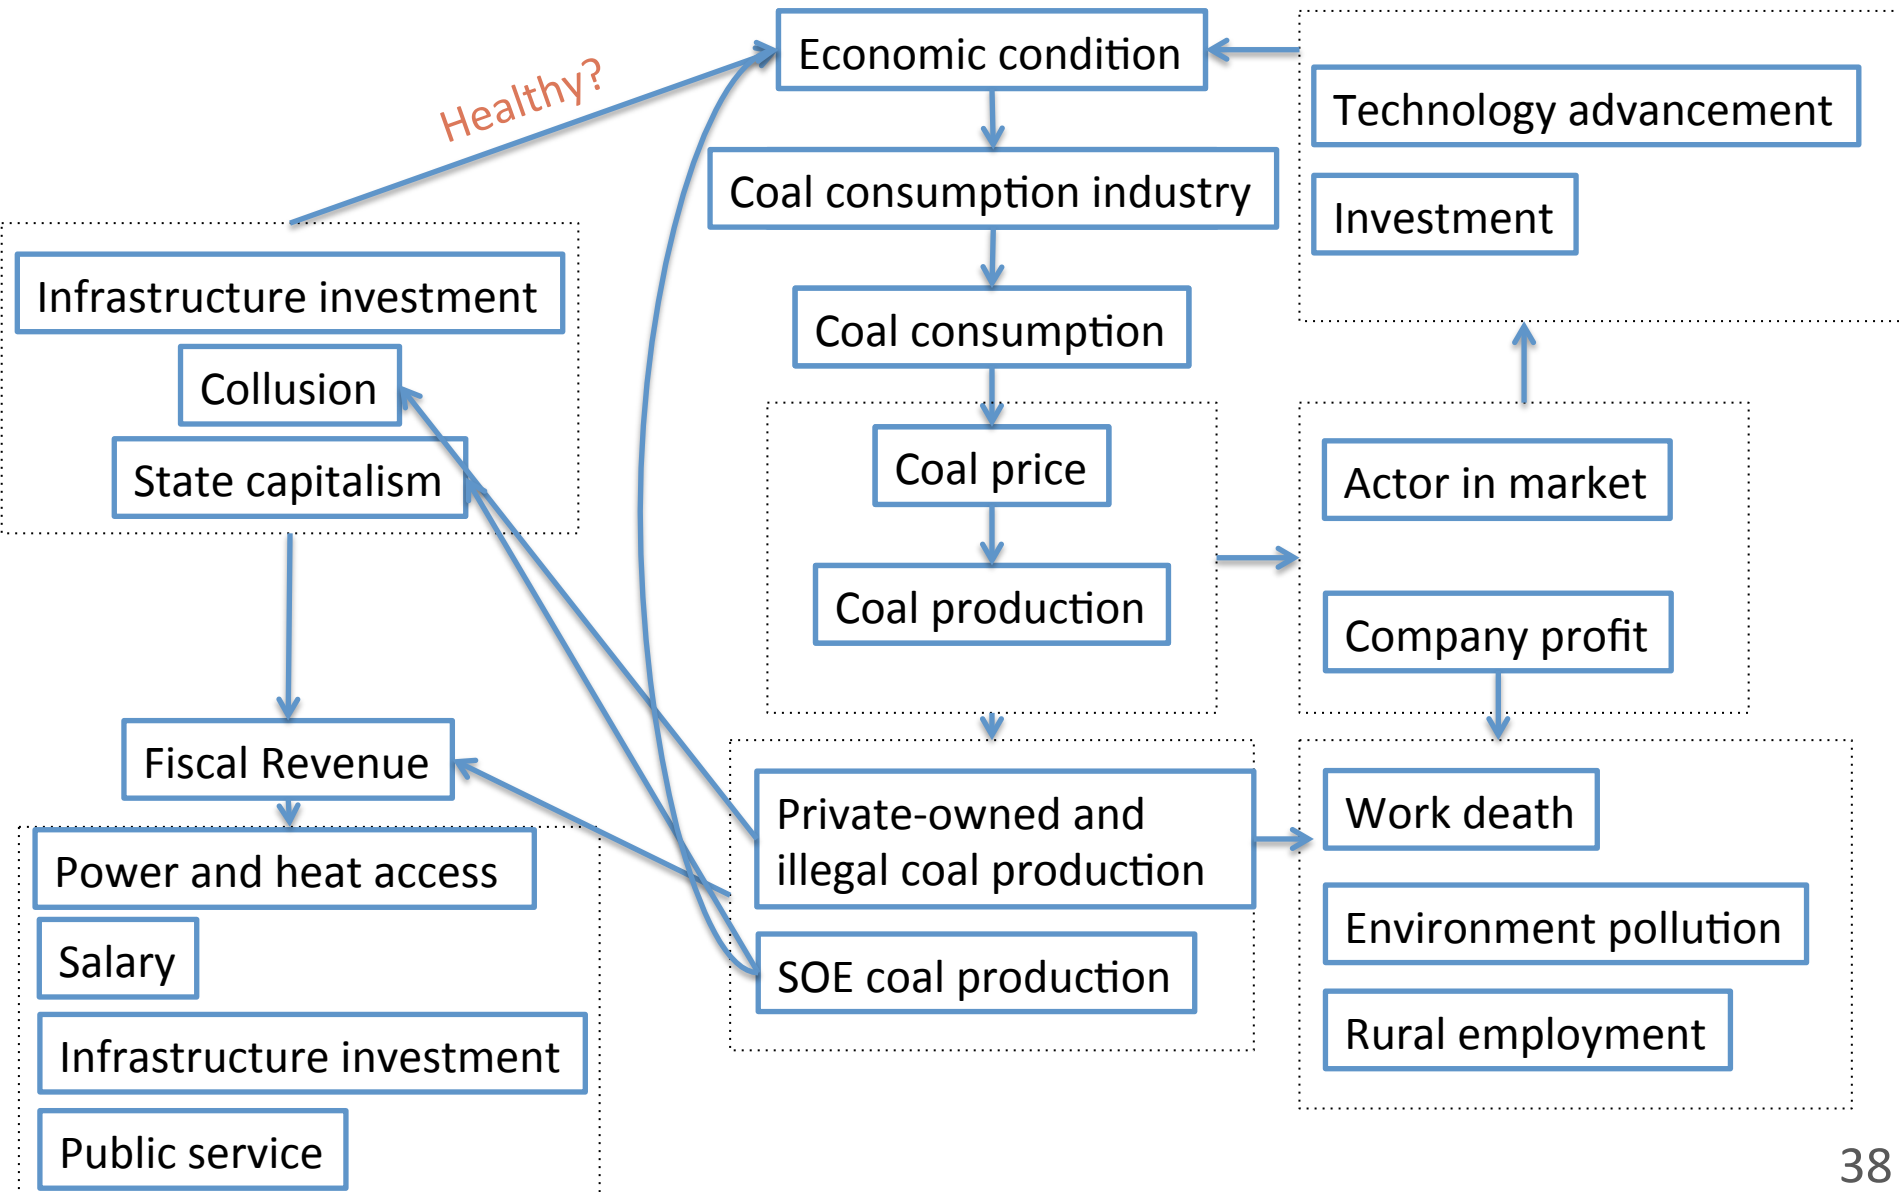 Economic condition
Healthy?
Technology advancement
Coal consumption industry
Investment
Infrastructure investment
Coal consumption
Collusion
State capitalism
Coal price
Actor in market
Coal production
Company profit
Fiscal Revenue
Private-owned and
illegal coal production
Work death
Power and heat access
Environment pollution
Salary
SOE coal production
Rural employment
Infrastructure investment
Public service
38